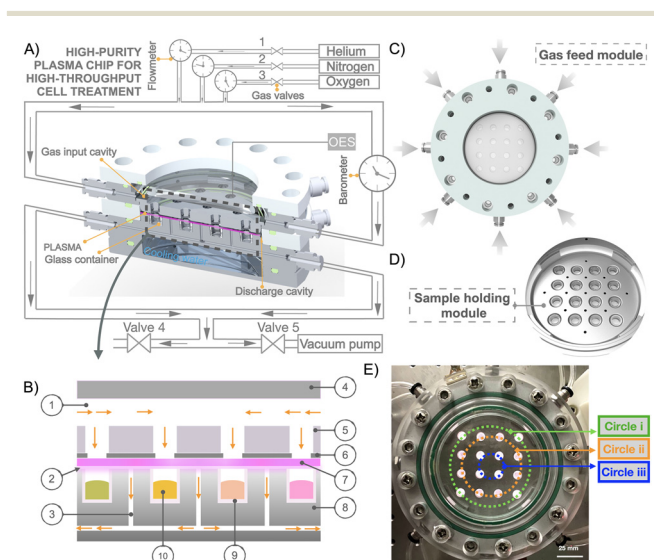 A)
HIGH-PURITY
PLASMA CHIP FOR
HIGH-THROUGHPUT
CELL TREATMENT
Flowmeter
1
Helium
2
Nitrogen
3
Oxygen
Gas valves
Gas input cavity
OES
Barometer
PLASMA
Glass container
Cooling water
Discharge cavity
Valve 4
Valve 5
Vacuum pump
B)
1
2
3
4
5
6
7
8
9
10
C)
Gas feed module
D)
Sample holding
module
E)
Circle i
Circle ii
Circle iii
25 mm